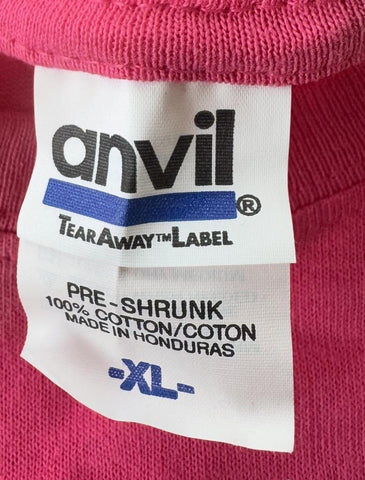 anvil®
TEARAWAY™LABEL
PRE-SHRUNK
100% COTTON/COTON
MADE IN HONDURAS
-XL-